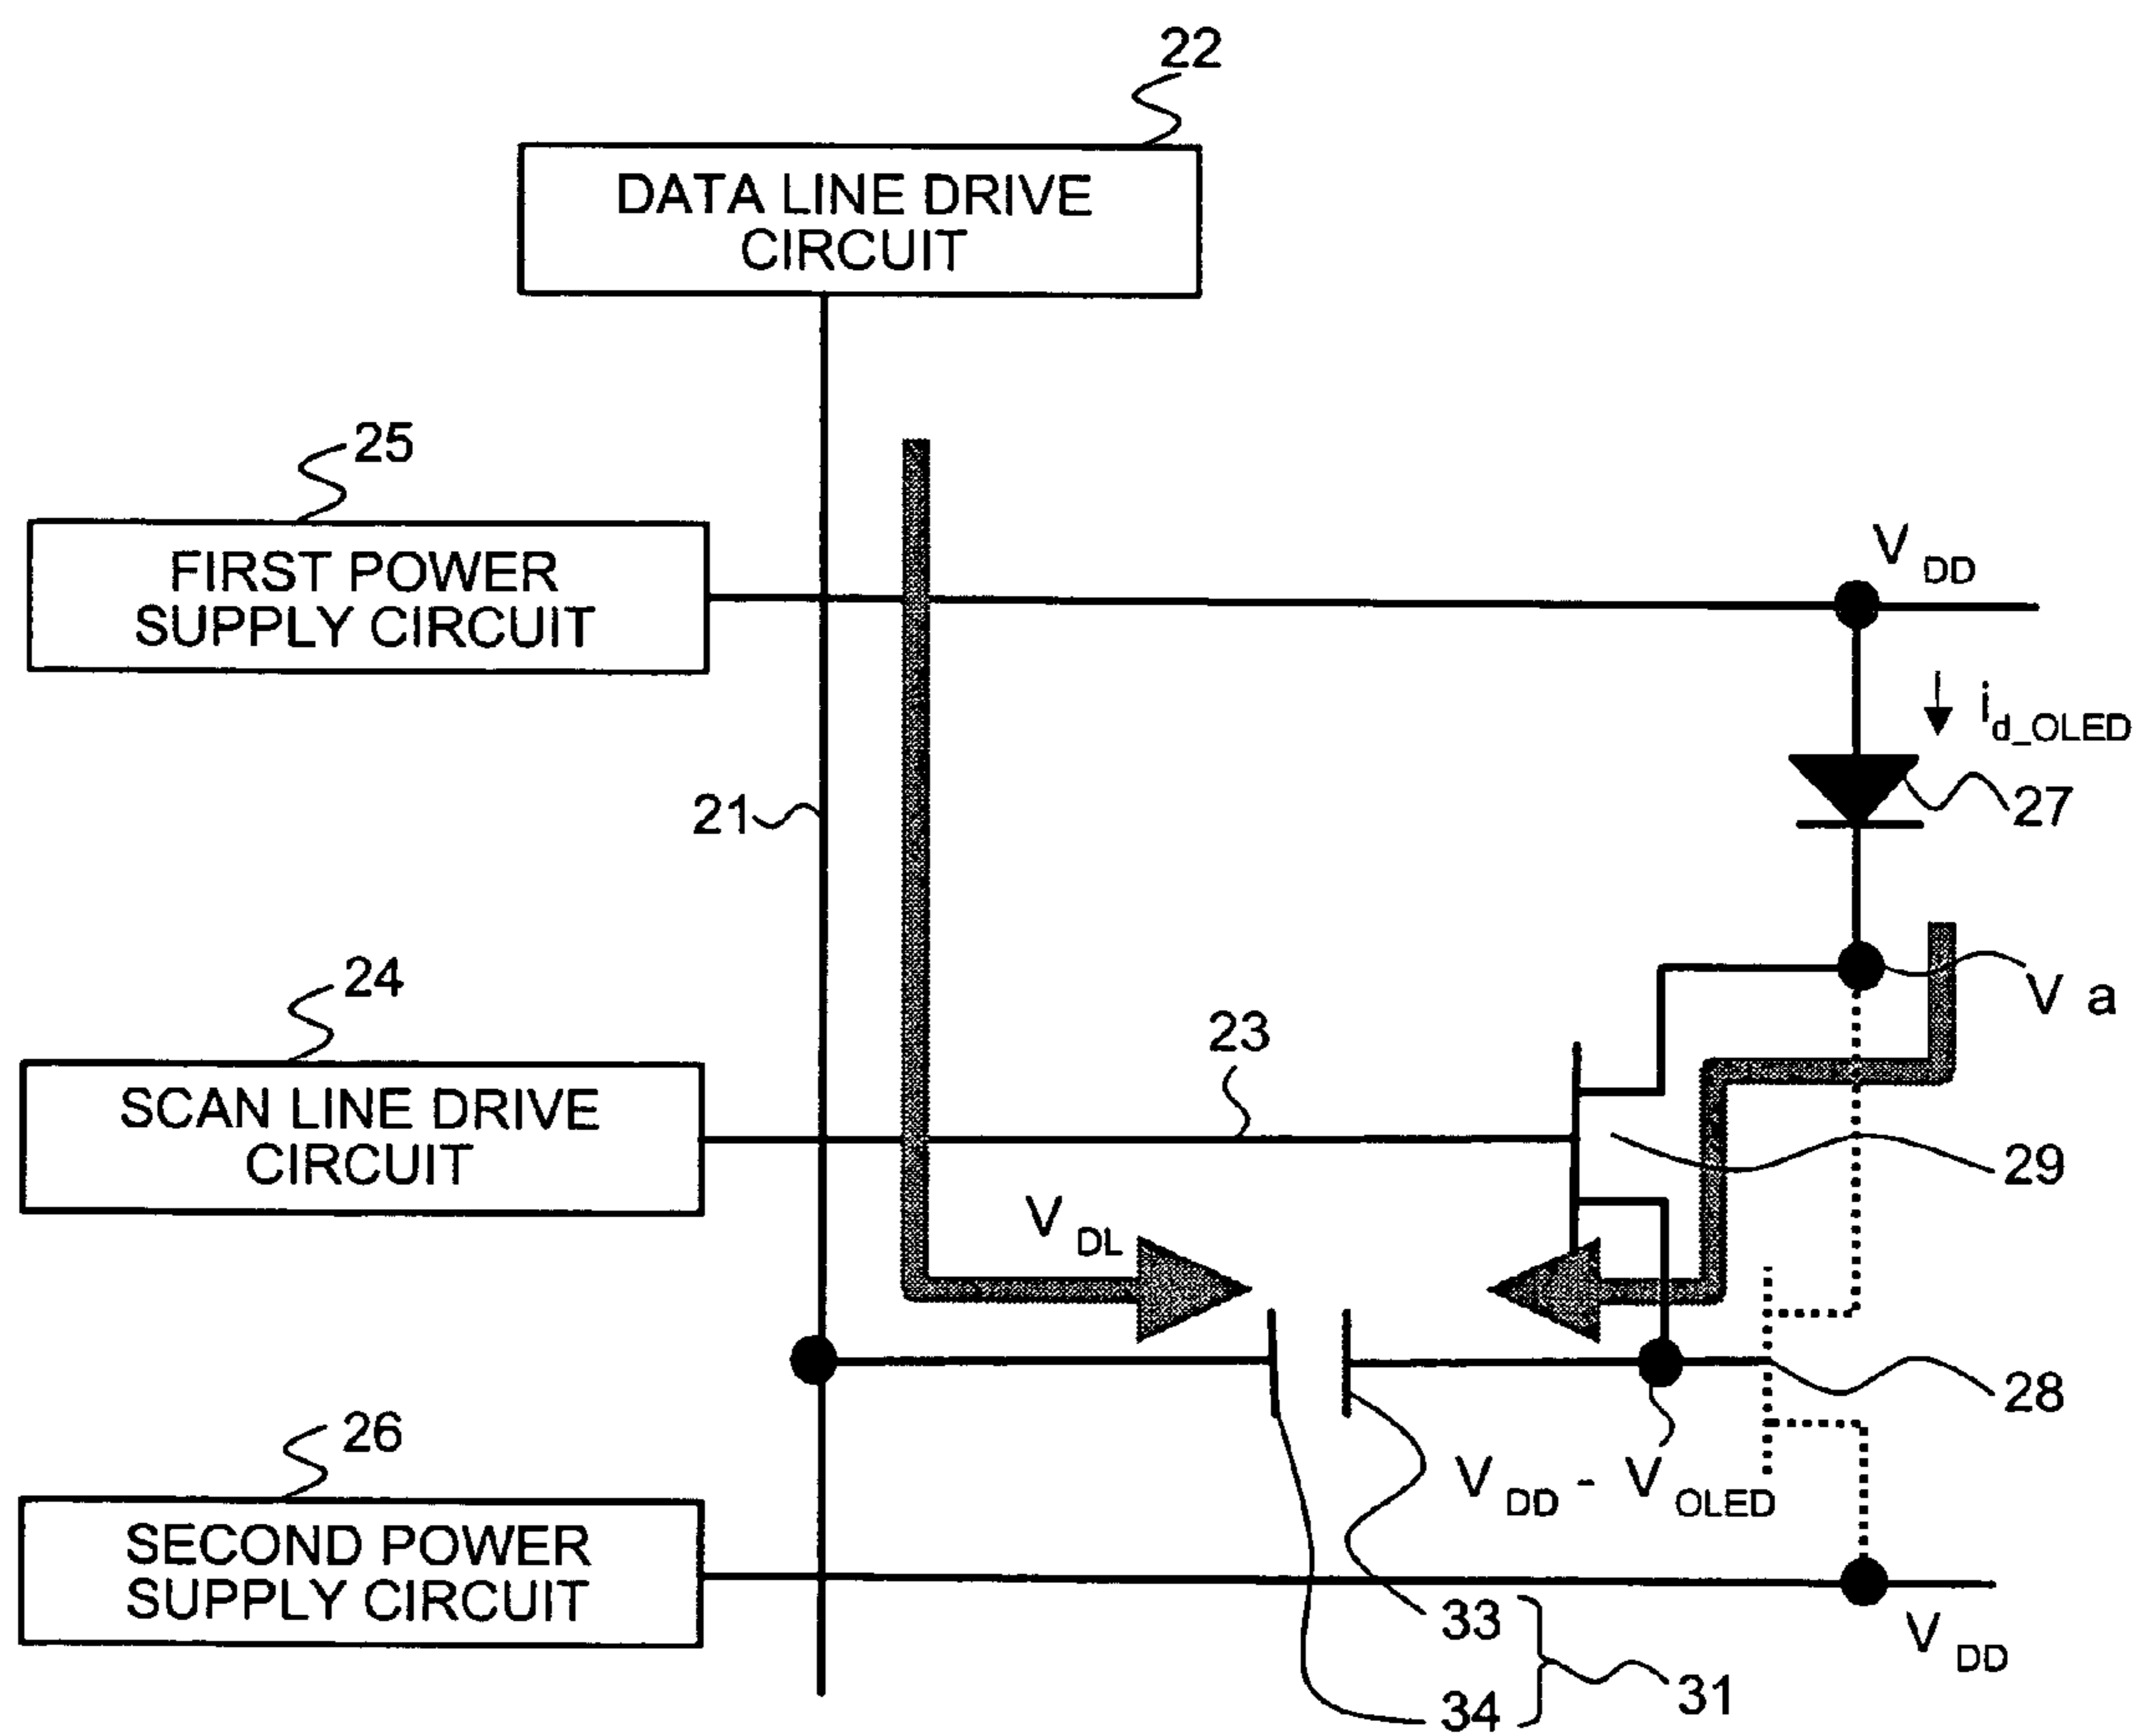 22
DATA LINE DRIVE
CIRCUIT
25
FIRST POWER
SUPPLY CIRCUIT
V DD
i d_OLED
21
27
24
V a
23
SCAN LINE DRIVE
CIRCUIT
29
V DL
28
26
V DD - V OLED
SECOND POWER
SUPPLY CIRCUIT
33
V DD
31
34